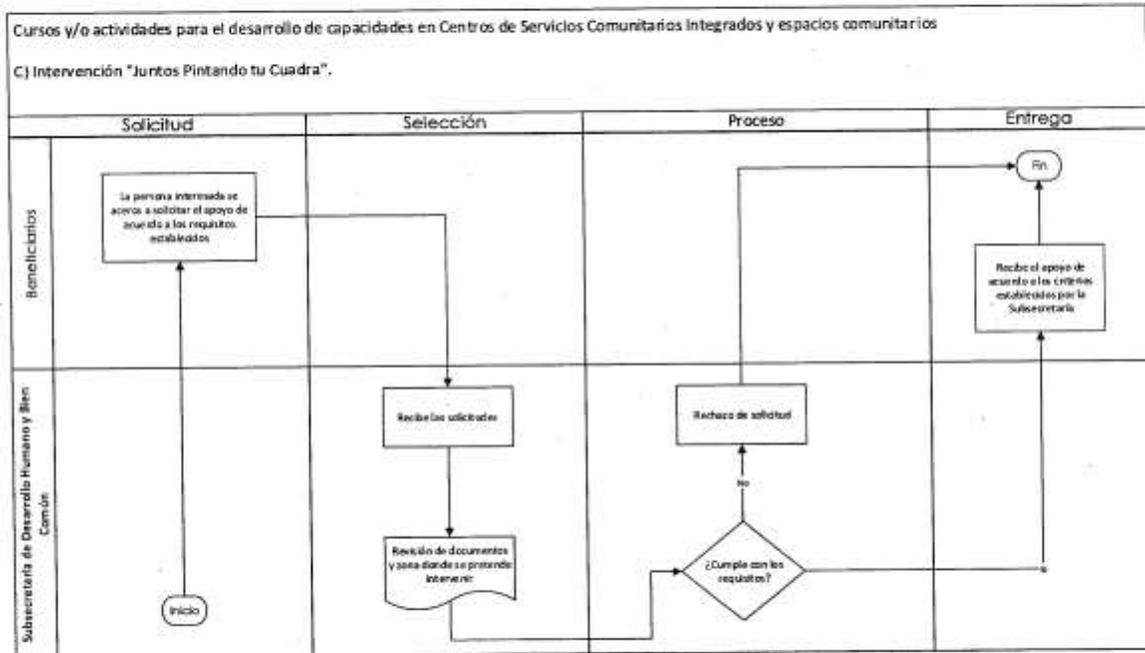 Cursos y/o actividades para el desarrollo de capacidades en Centros de Servicios Comunitarios Integrados y espacios comunitarios
C) Intervención "Juntos Pintando tu Cuadra".
Solicitud
Selección
Proceso
Entrega
Beneficiarios
La persona interesada se
acerca a solicitar el apoyo de
acuerdo a los requisitos
establecidos
Fin
Recibe el apoyo de
acuerdo a los criterios
establecidos por la
Subsecretaría
Subsecretaría de Desarrollo Humano y Bien
Común
Inicio
Recibe las solicitudes
Revisión de documentos
y zona donde se pretende
intervenir
Rechazo de solicitud
No
¿Cumple con los
requisitos?